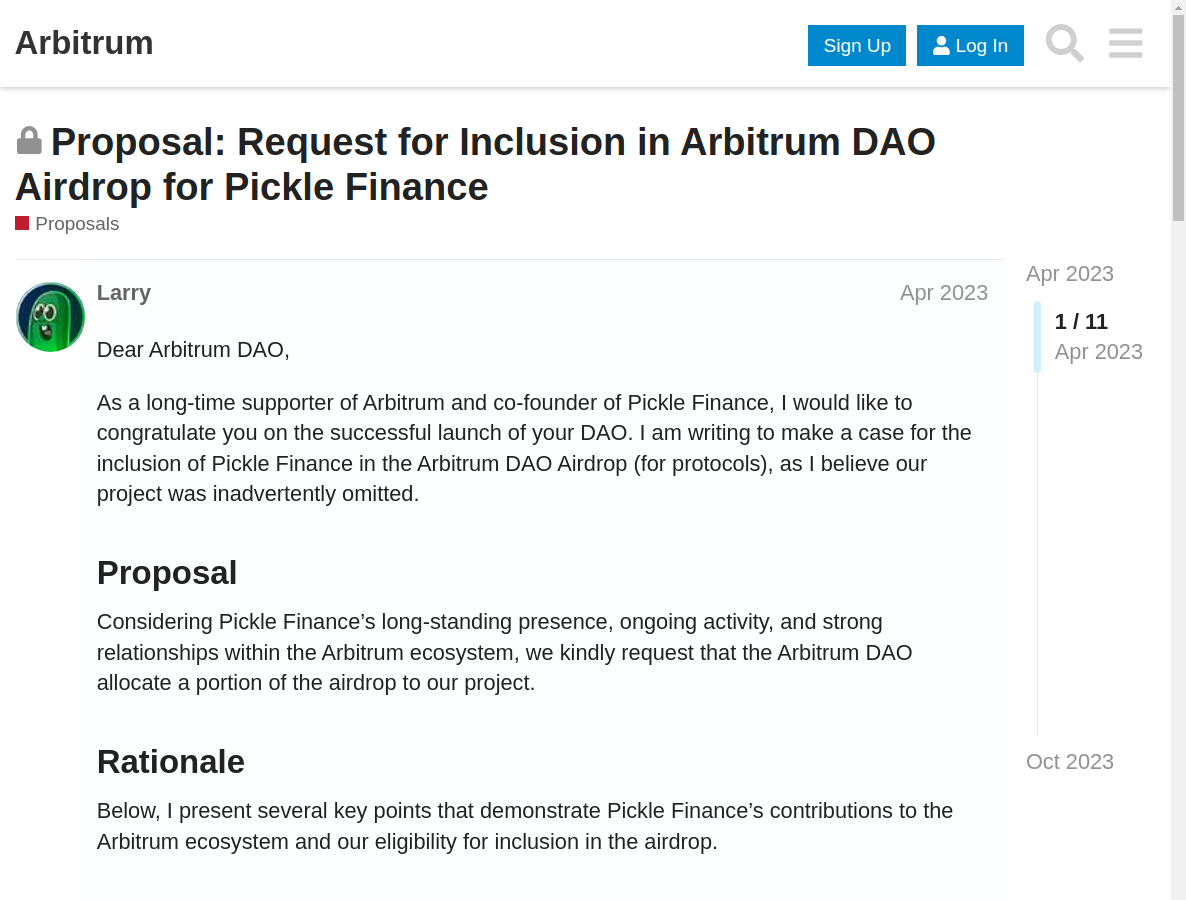 Arbitrum
Sign Up
Log In
Proposal: Request for Inclusion in Arbitrum DAO
Airdrop for Pickle Finance
Proposals
Larry
Apr 2023
Dear Arbitrum DAO,
As a long-time supporter of Arbitrum and co-founder of Pickle Finance, I would like to
congratulate you on the successful launch of your DAO. I am writing to make a case for the
inclusion of Pickle Finance in the Arbitrum DAO Airdrop (for protocols), as I believe our
project was inadvertently omitted.
Proposal
Considering Pickle Finance’s long-standing presence, ongoing activity, and strong
relationships within the Arbitrum ecosystem, we kindly request that the Arbitrum DAO
allocate a portion of the airdrop to our project.
Rationale
Below, I present several key points that demonstrate Pickle Finance’s contributions to the
Arbitrum ecosystem and our eligibility for inclusion in the airdrop.
Apr 2023
1 / 11
Apr 2023
Oct 2023